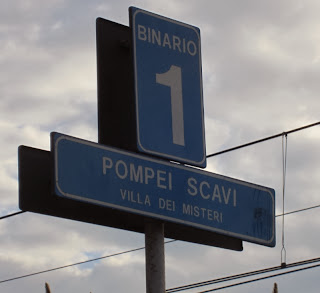 BINARIO
1
POMPEI SCAVI
VILLA' DEI MISTERI